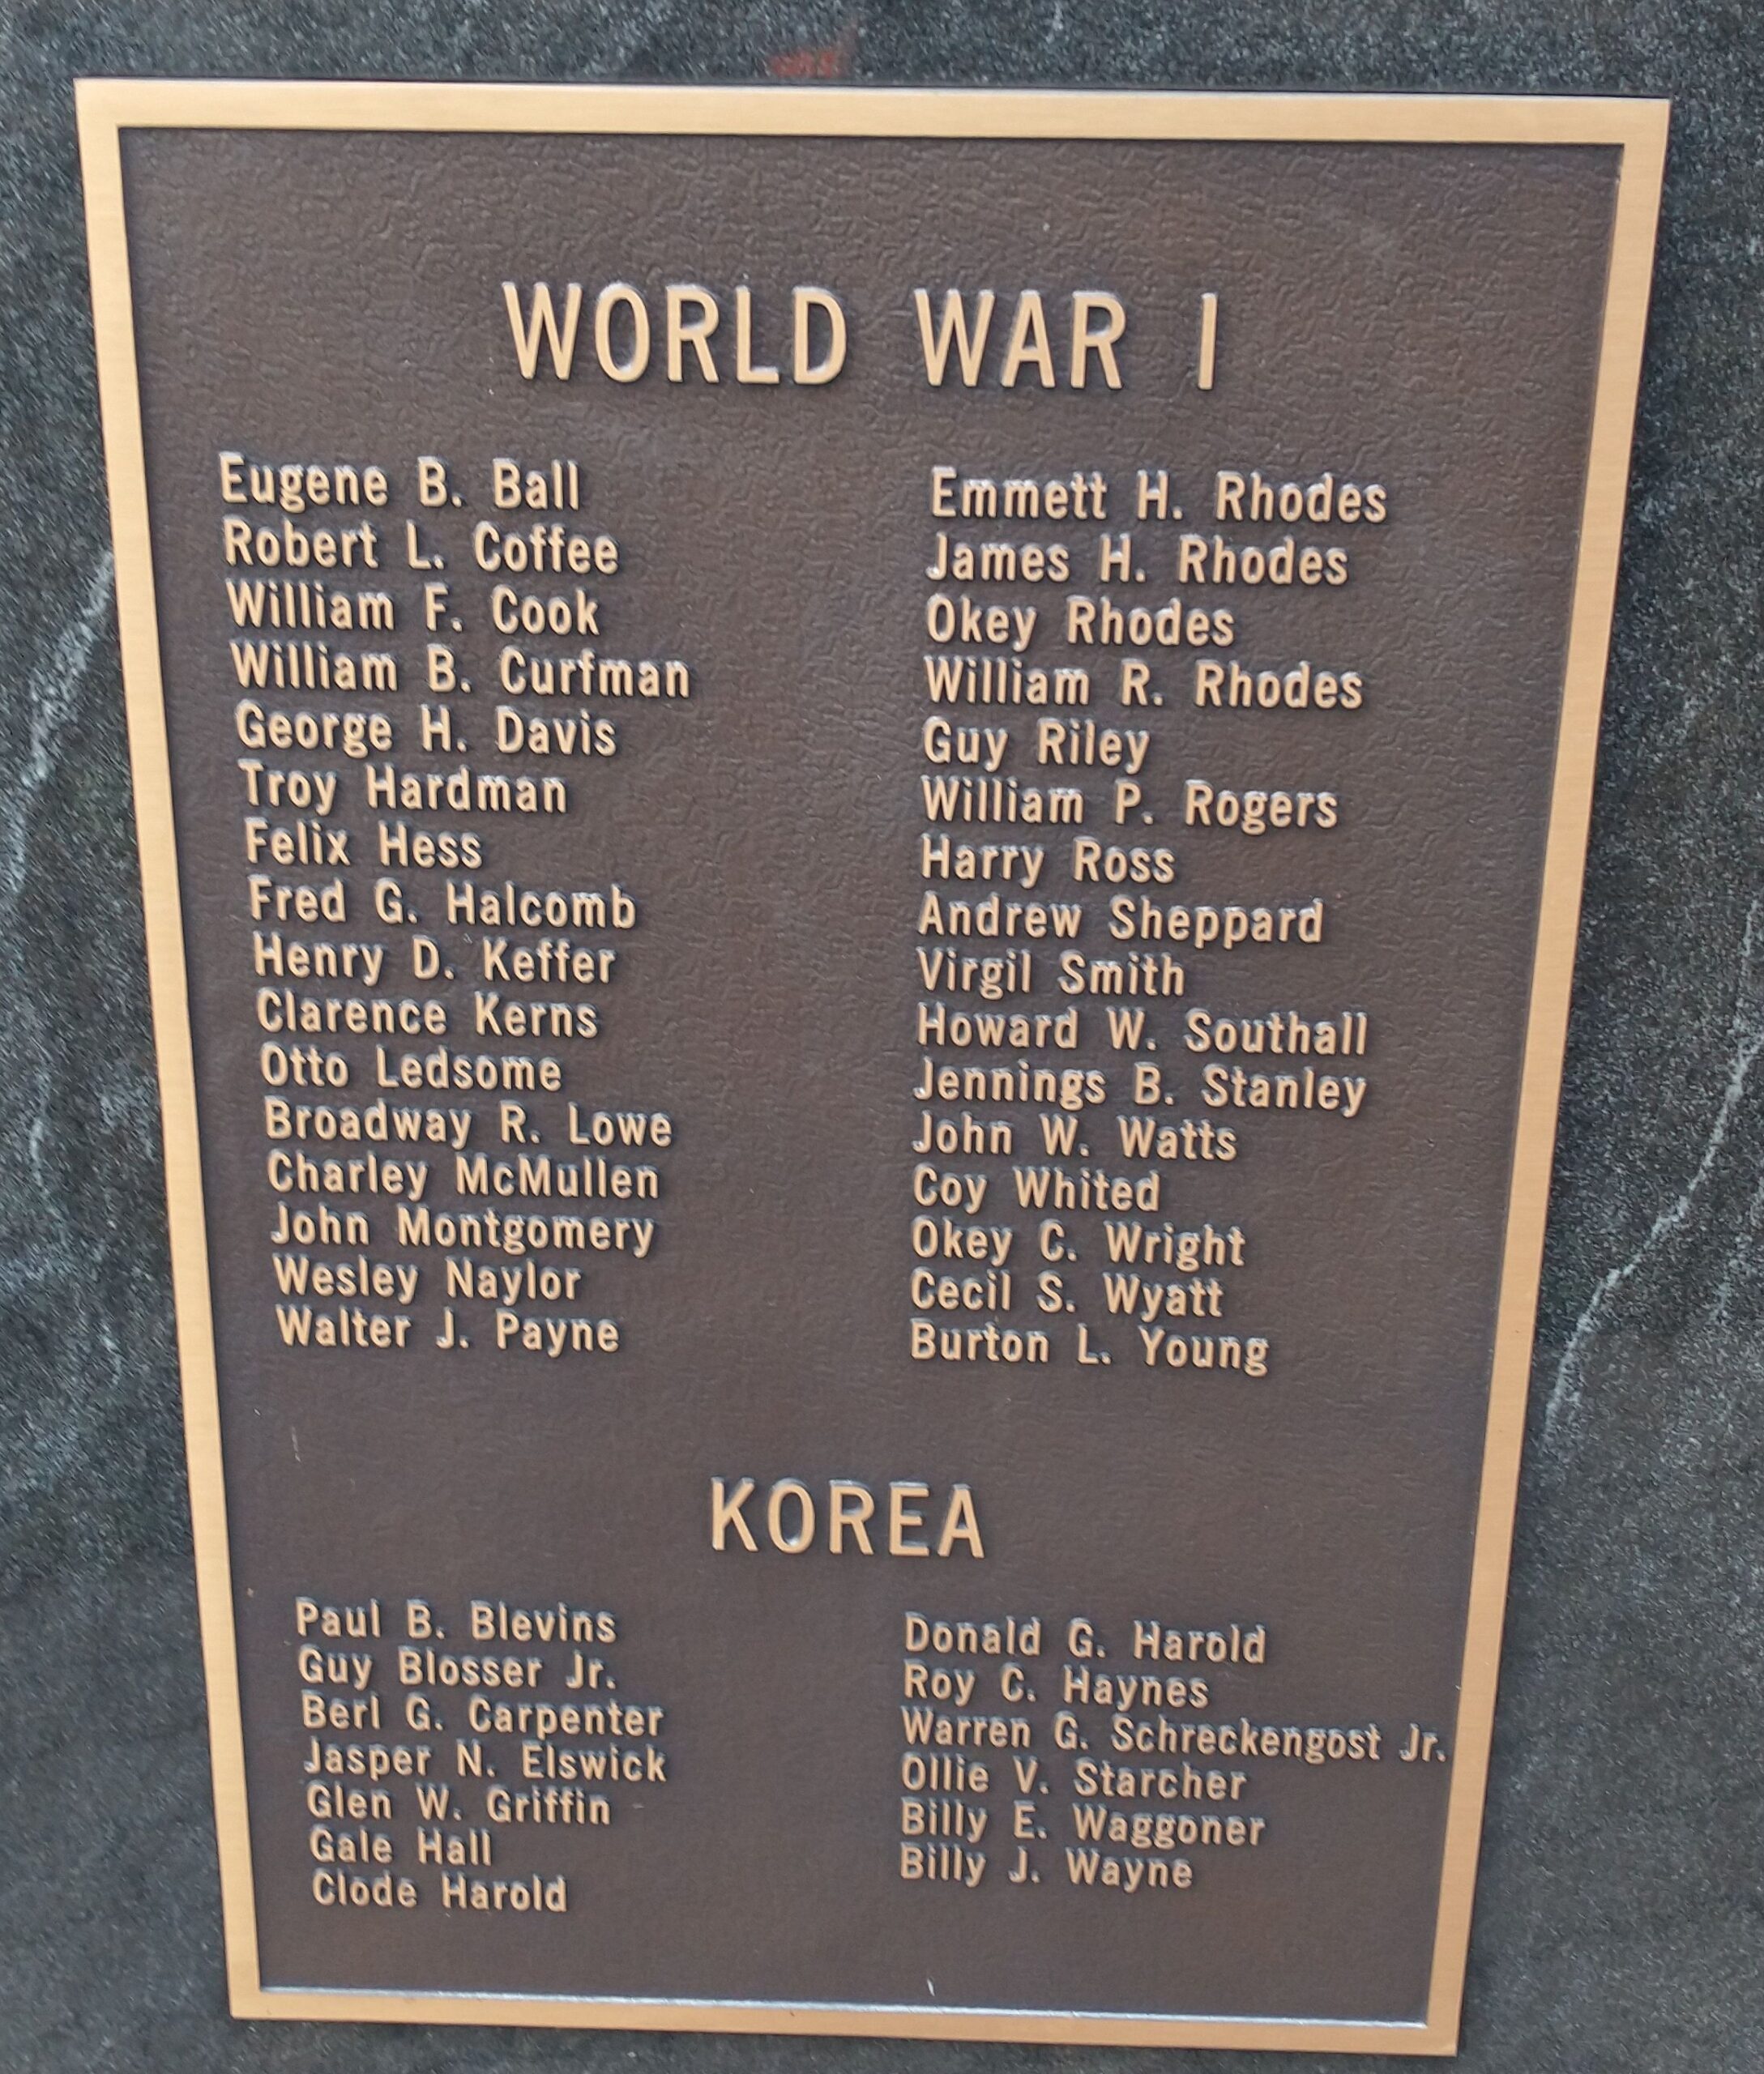 WORLD WAR I
Eugene B. Ball
Robert L. Coffee
William F. Cook
William B. Curfman
George H. Davis
Troy Hardman
Felix Hess
Fred G. Halcomb
Henry D. Keffer
Clarence Kerns
Otto Ledsome
Broadway R. Lowe
Charley McMullen
John Montgomery
Wesley Naylor
Walter J. Payne
Emmett H. Rhodes
James H. Rhodes
Okey Rhodes
William R. Rhodes
Guy Riley
William P. Rogers
Harry Ross
Andrew Sheppard
Virgil Smith
Howard W. Southall
Jennings B. Stanley
John W. Watts
Coy Whited
Okey C. Wright
Cecil S. Wyatt
Burton L. Young
KOREA
Paul B. Blevins
Guy Blosser Jr.
Berl G. Carpenter
Jasper N. Elswick
Glen W. Griffin
Gale Hall
Clode Harold
Donald G. Harold
Roy C. Haynes
Warren G. Schreckengost Jr.
Ollie V. Starcher
Billy E. Waggoner
Billy J. Wayne